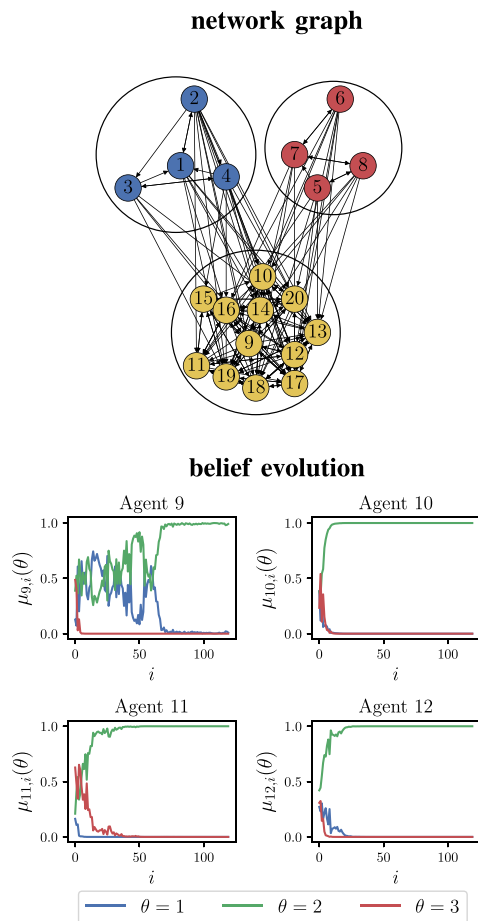 network graph
2
6
1
7
8
3
4
5
10
15
20
16
14
13
9
12
11
19
18
17
belief evolution
Agent 9
Agent 10
μ9,i(θ)
1.0
0.5
0.0
0
50
100
i
μ10,i(θ)
1.0
0.5
0.0
0
50
100
i
Agent 11
Agent 12
μ11,i(θ)
1.0
0.5
0.0
0
50
100
i
μ12,i(θ)
1.0
0.5
0.0
0
50
100
i
θ = 1
θ = 2
θ = 3